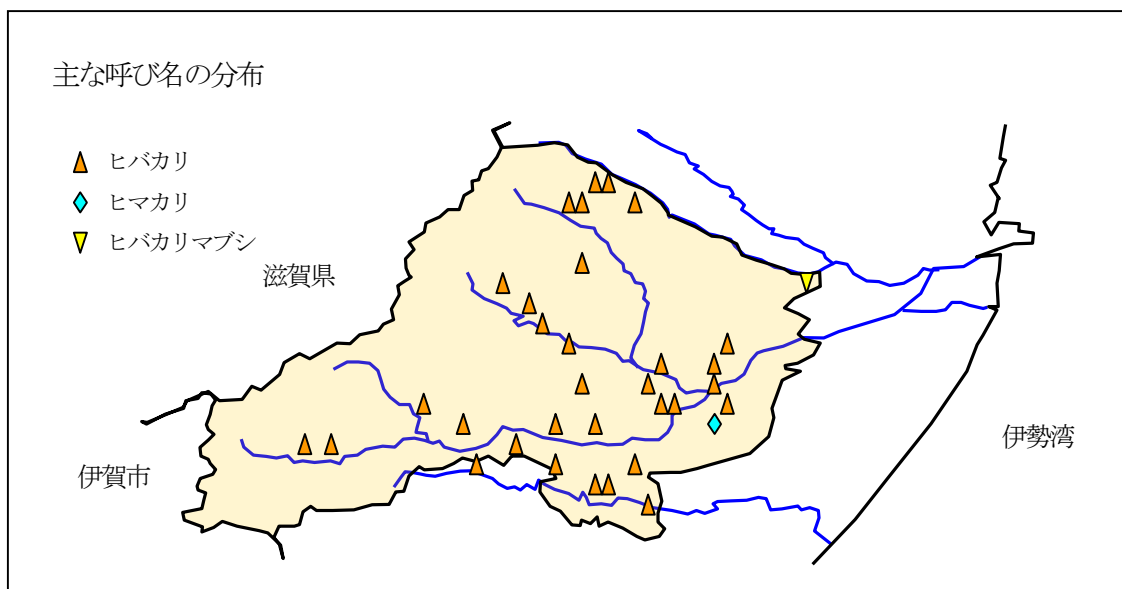 主な呼び名の分布
ヒバカリ
ヒマカリ
ヒバカリマブシ
滋賀県
伊賀市
伊勢湾